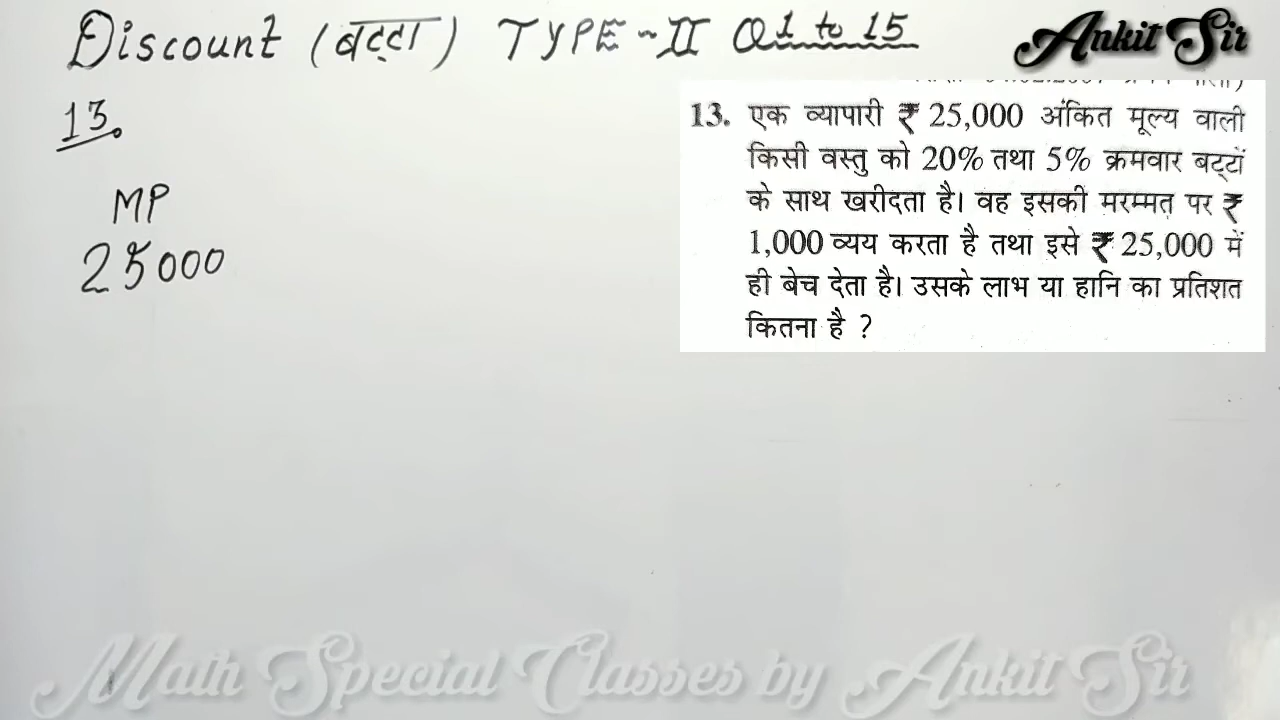 Discount (बट्टा) TYPE-II Q 1 to 15
Ankit Sir
13.
MP
25000
13. एक व्यापारी ₹ 25,000 अंकित मूल्य वाली
किसी वस्तु को 20% तथा 5% क्रमवार बट्टों
के साथ खरीदता है। वह इसकी मरम्मत पर ₹
1,000 व्यय करता है तथा इसे ₹ 25,000 में
ही बेच देता है। उसके लाभ या हानि का प्रतिशत
कितना है ?
Math Special Classes by Ankit Sir